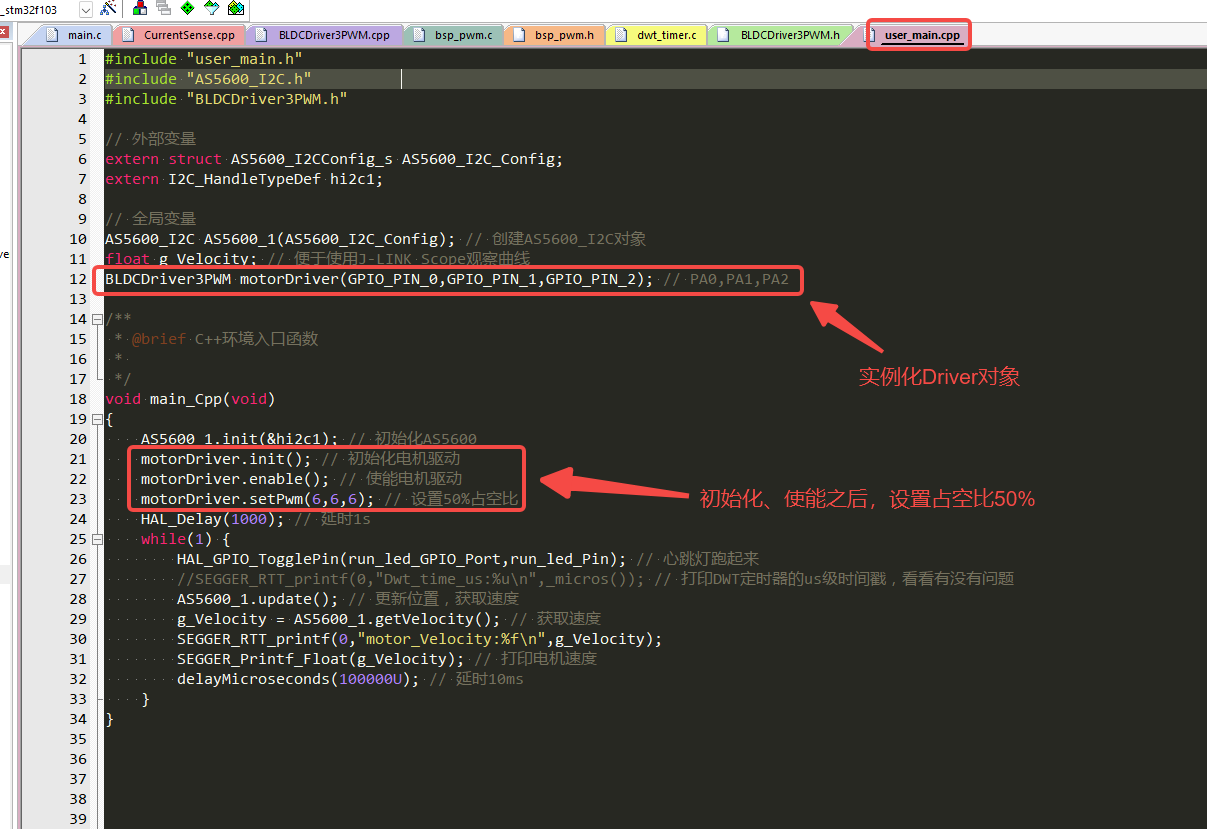 _stm32f103
main.c CurrentSense.cpp BLDCDriver3PWM.cpp bsp_pwm.c bsp_pwm.h dwt_timer.c BLDCDriver3PWM.h user_main.cpp
1 #include "user_main.h"
2 #include "AS5600_I2C.h"
3 #include "BLDCDriver3PWM.h"
4
5 // 外部变量
6 extern struct AS5600_I2CConfig_s AS5600_I2C_Config;
7 extern I2C_HandleTypeDef hi2c1;
8
9 // 全局变量
10 AS5600_I2C AS5600_1(AS5600_I2C_Config); // 创建AS5600_I2C对象
11 float g_Velocity; // 便于使用J-LINK Scope观察曲线
12 BLDCDriver3PWM motorDriver(GPIO_PIN_0,GPIO_PIN_1,GPIO_PIN_2); // PA0,PA1,PA2
13
14 /**
15 * @brief C++环境入口函数
16 *
17 */
实例化Driver对象
18 void main_Cpp(void)
19 {
20 AS5600_1.init(&hi2c1); // 初始化AS5600
21 motorDriver.init(); // 初始化电机驱动
22 motorDriver.enable(); // 使能电机驱动
23 motorDriver.setPwm(6,6,6); // 设置50%占空比
初始化、使能之后，设置占空比50%
24 HAL_Delay(1000); // 延时1s
25 while(1) {
26 HAL_GPIO_TogglePin(run_led_GPIO_Port,run_led_Pin); // 心跳灯跑起来
27 //SEGGER_RTT_printf(0,"Dwt_time_us:%u\n",_micros()); // 打印DWT定时器的us级时间戳，看看有没有问题
28 AS5600_1.update(); // 更新位置，获取速度
29 g_Velocity = AS5600_1.getVelocity(); // 获取速度
30 SEGGER_RTT_printf(0,"motor_Velocity:%f\n",g_Velocity);
31 SEGGER_Printf_Float(g_Velocity); // 打印电机速度
32 delayMicroseconds(100000U); // 延时10ms
33 }
34 }
35
36
37
38
39
ve